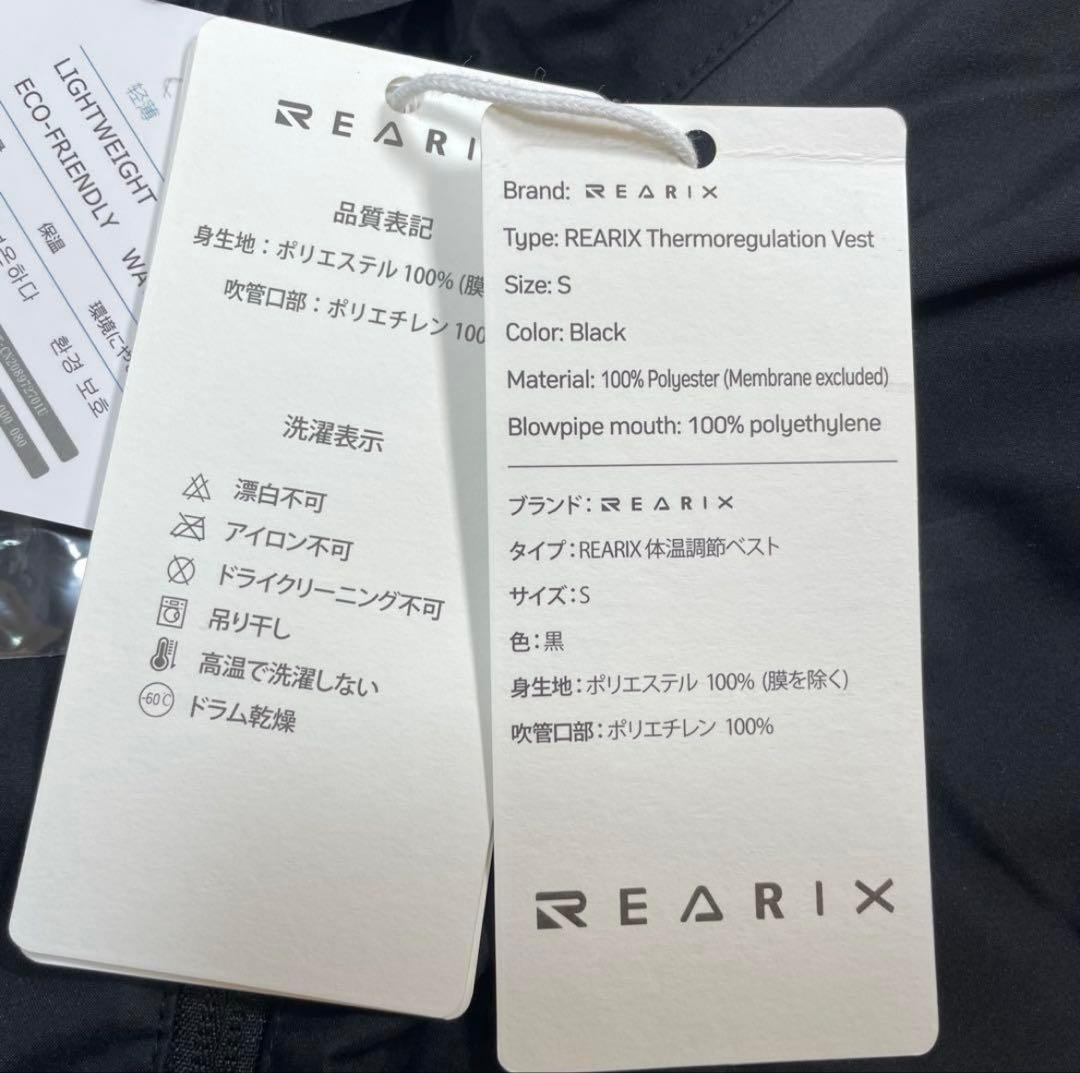 轻薄
LIGHTWEIGHT
ECO-FRIENDLY
保温
환경 보호
REARI
品質表記
身生地：ポリエステル 100% (膜
吹管口部：ポリエチレン 100
洗濯表示
漂白不可
アイロン不可
ドライクリーニング不可
吊り干し
高温で洗濯しない
-60℃ ドラム乾燥
Brand: REARIX
Type: REARIX Thermoregulation Vest
Size: S
Color: Black
Material: 100% Polyester (Membrane excluded)
Blowpipe mouth: 100% polyethylene
ブランド：REARIX
タイプ：REARIX 体温調節ベスト
サイズ：S
色：黒
身生地：ポリエステル 100% (膜を除く)
吹管口部：ポリエチレン 100%
REARIX